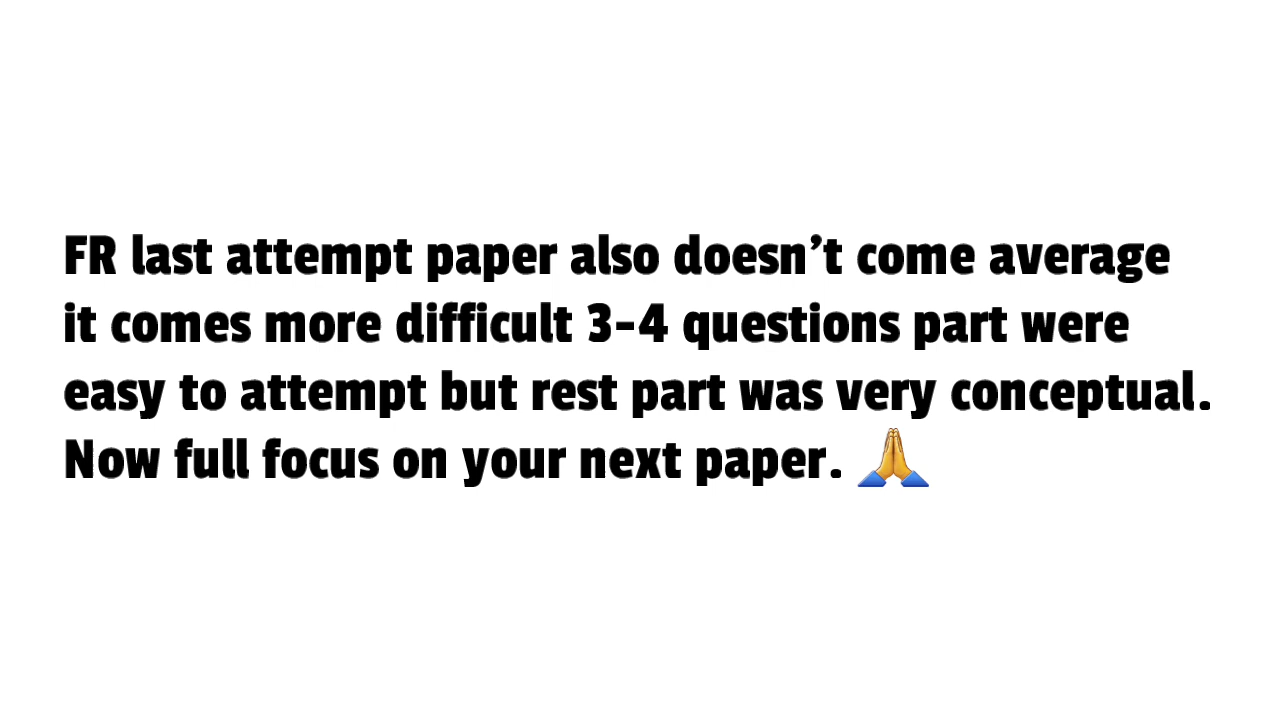 FR last attempt paper also doesn’t come average
it comes more difficult 3-4 questions part were
easy to attempt but rest part was very conceptual.
Now full focus on your next paper. 🙏